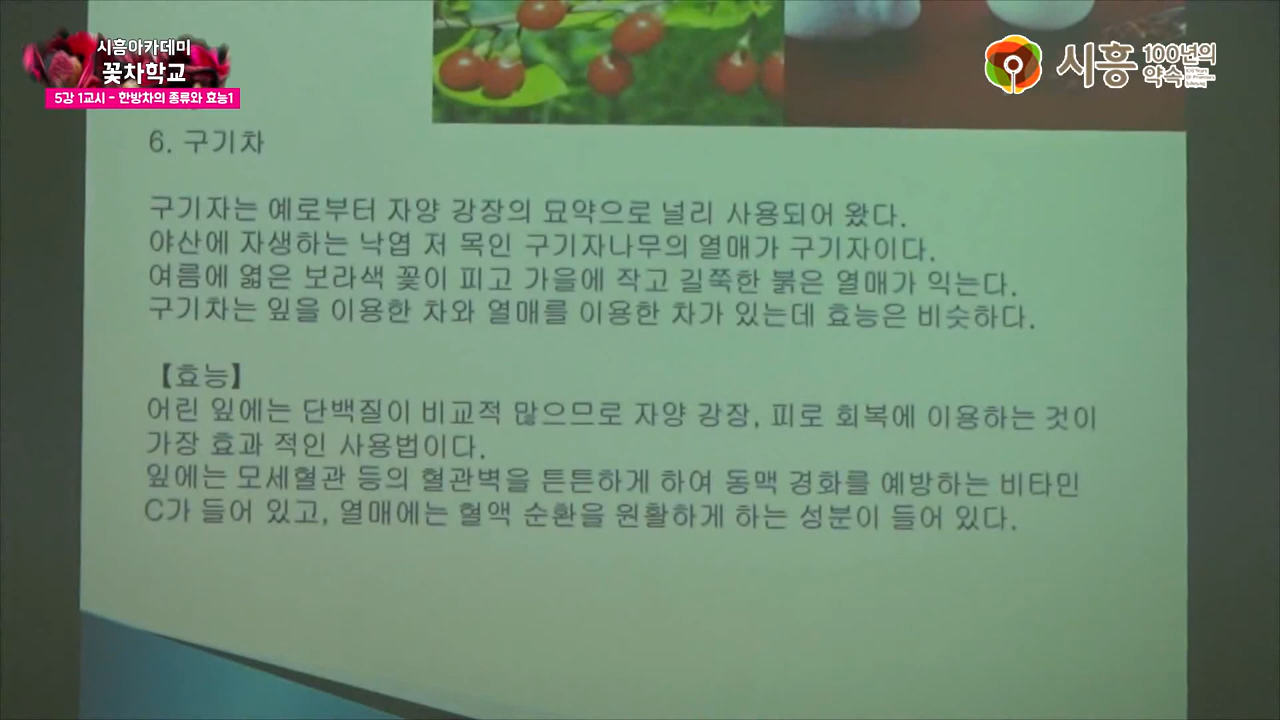 시흥아카데미
꽃차학교
5강 1교시 - 한방차의 종류와 효능1
시흥 100년의
약속
6. 구기차
구기자는 예로부터 자양 강장의 묘약으로 널리 사용되어 왔다.
야산에 자생하는 낙엽 저 목인 구기자나무의 열매가 구기자이다.
여름에 엷은 보라색 꽃이 피고 가을에 작고 길쭉한 붉은 열매가 익는다.
구기차는 잎을 이용한 차와 열매를 이용한 차가 있는데 효능은 비슷하다.
【효능】
어린 잎에는 단백질이 비교적 많으므로 자양 강장, 피로 회복에 이용하는 것이
가장 효과 적인 사용법이다.
잎에는 모세혈관 등의 혈관벽을 튼튼하게 하여 동맥 경화를 예방하는 비타민
C가 들어 있고, 열매에는 혈액 순환을 원활하게 하는 성분이 들어 있다.